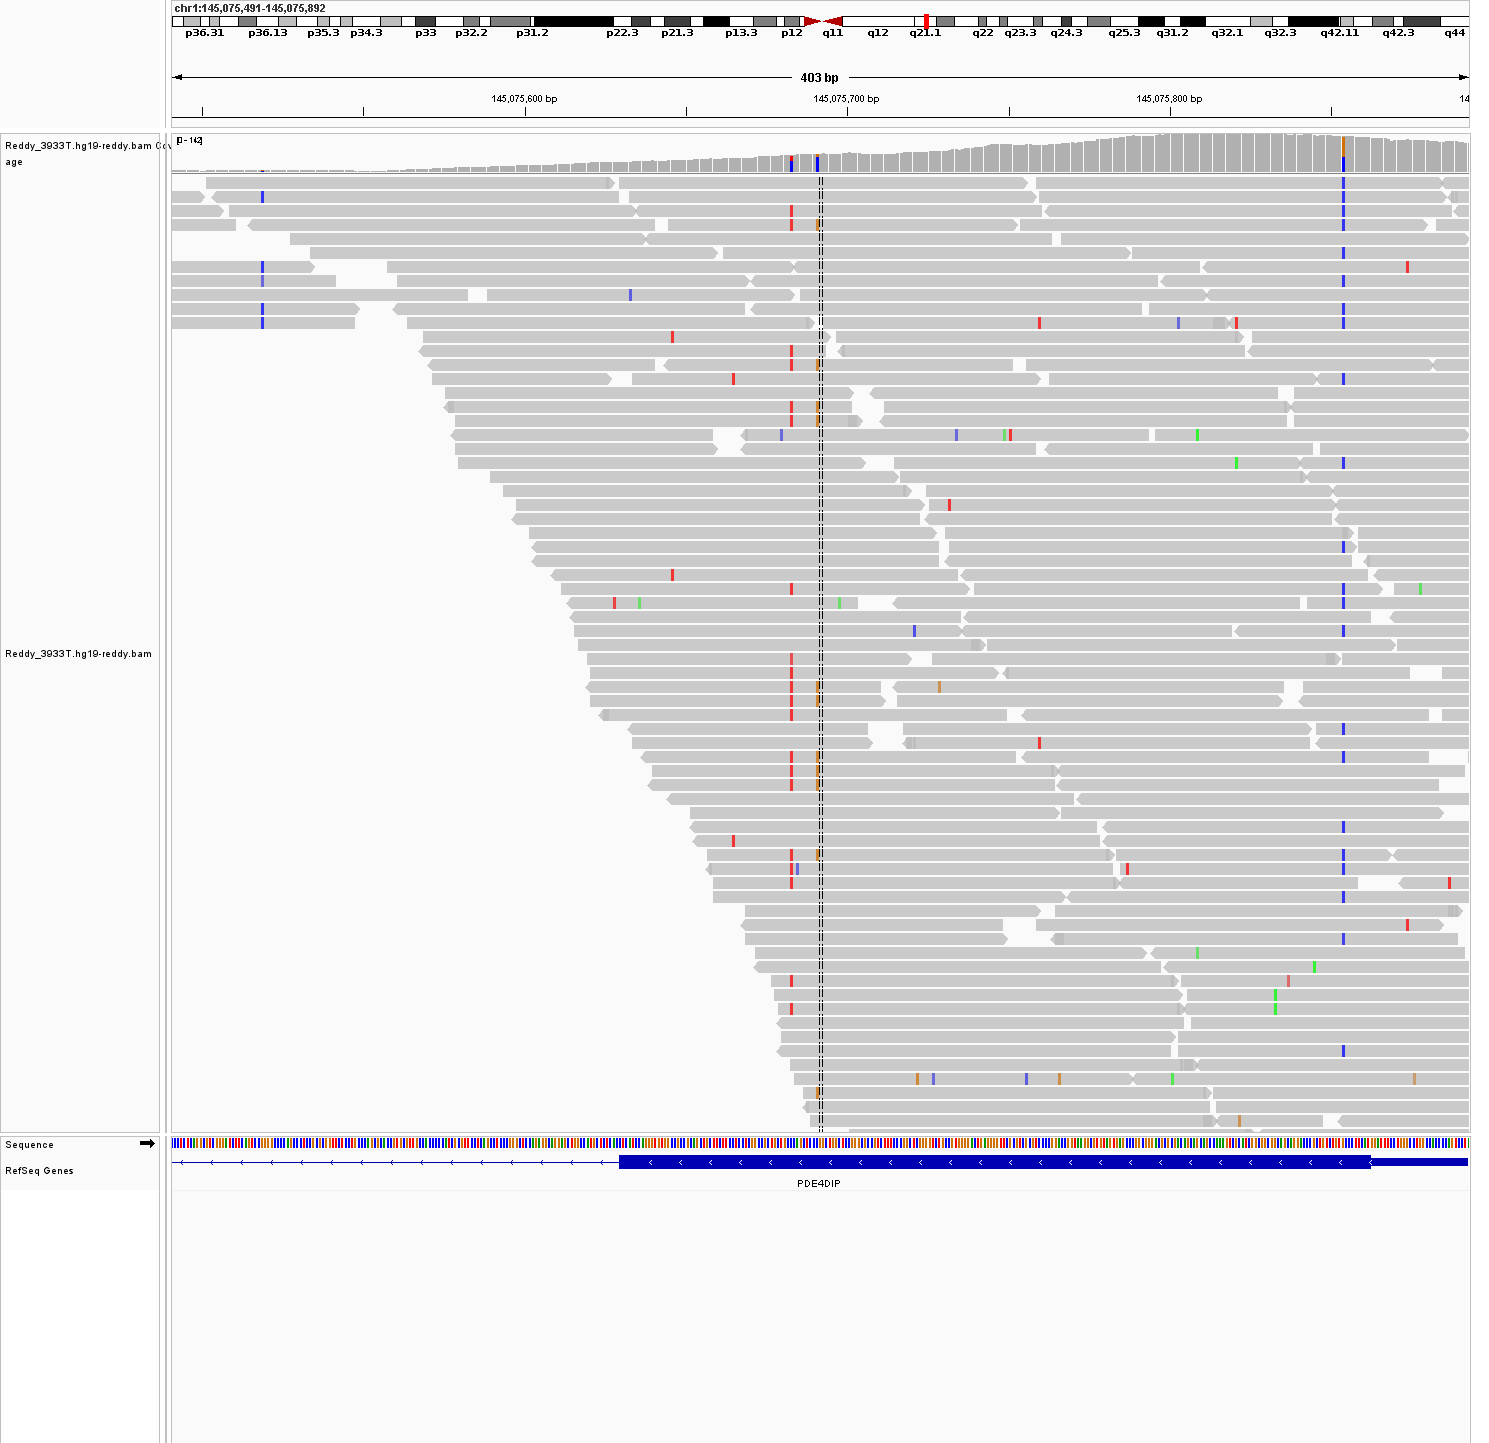 chr1:145,075,491-145,075,892
p36.31 p36.13 p35.3 p34.3 p33 p32.2 p31.2 p22.3 p21.3 p13.3 p12 q11 q12 q21.1 q22 q23.3 q24.3 q25.3 q31.2 q32.1 q32.3 q42.11 q42.3 q44
403 bp
145,075,600 bp 145,075,700 bp 145,075,800 bp 14
[0 - 142]
Reddy_3933T.hg19-reddy.bam Cov
age
Reddy_3933T.hg19-reddy.bam
Sequence
RefSeq Genes
PDE4DIP